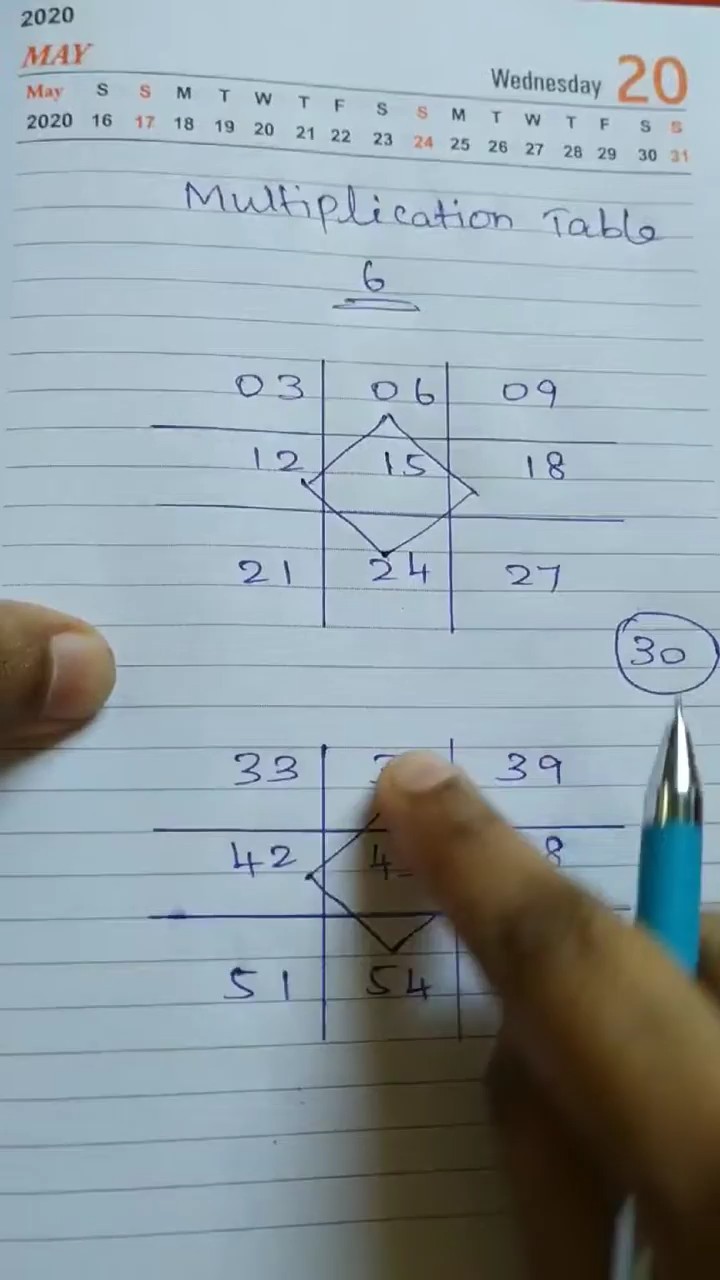 2020
MAY
Wednesday 20
May S S M T W T F S S M T W T F S S
2020 16 17 18 19 20 21 22 23 24 25 26 27 28 29 30 31
Multiplication Table
6
03 06 09
12 15 18
21 24 27
30
33 39
42
51 54